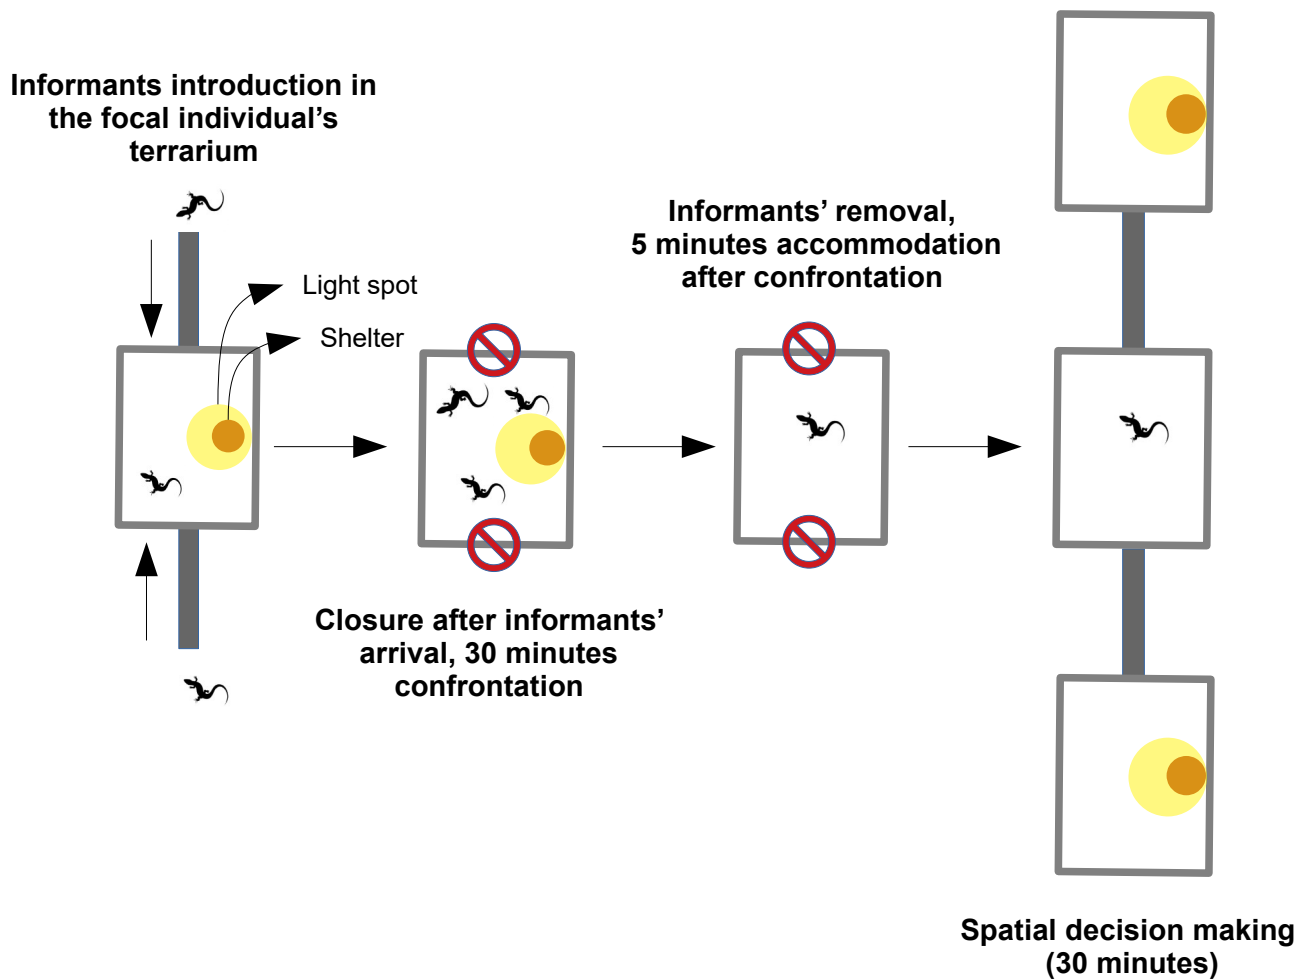 Informants introduction in
the focal individual's
terrarium
Light spot
Shelter
Closure after informants’
arrival, 30 minutes
confrontation
Informants’ removal,
5 minutes accommodation
after confrontation
Spatial decision making
(30 minutes)